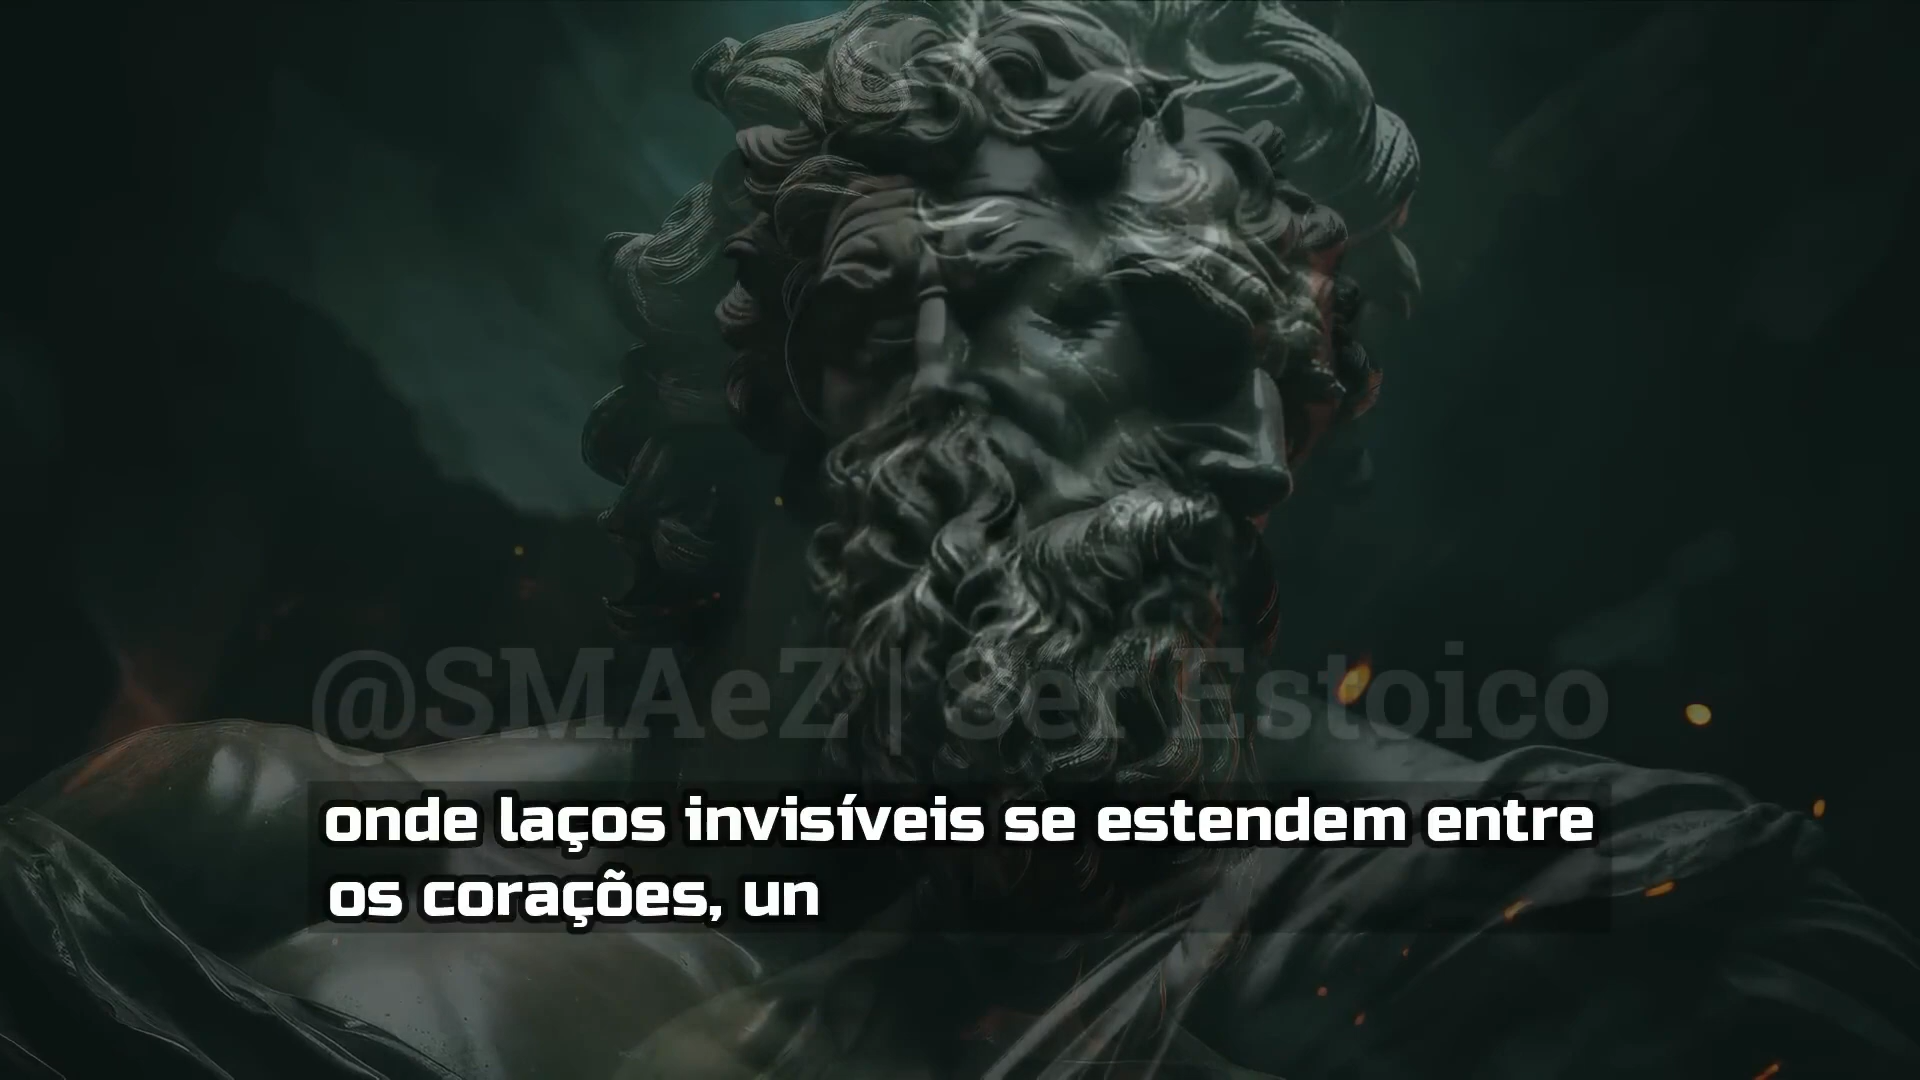 @SMAeZ | Ser Estoico
onde laços invisíveis se estendem entre
os corações, un